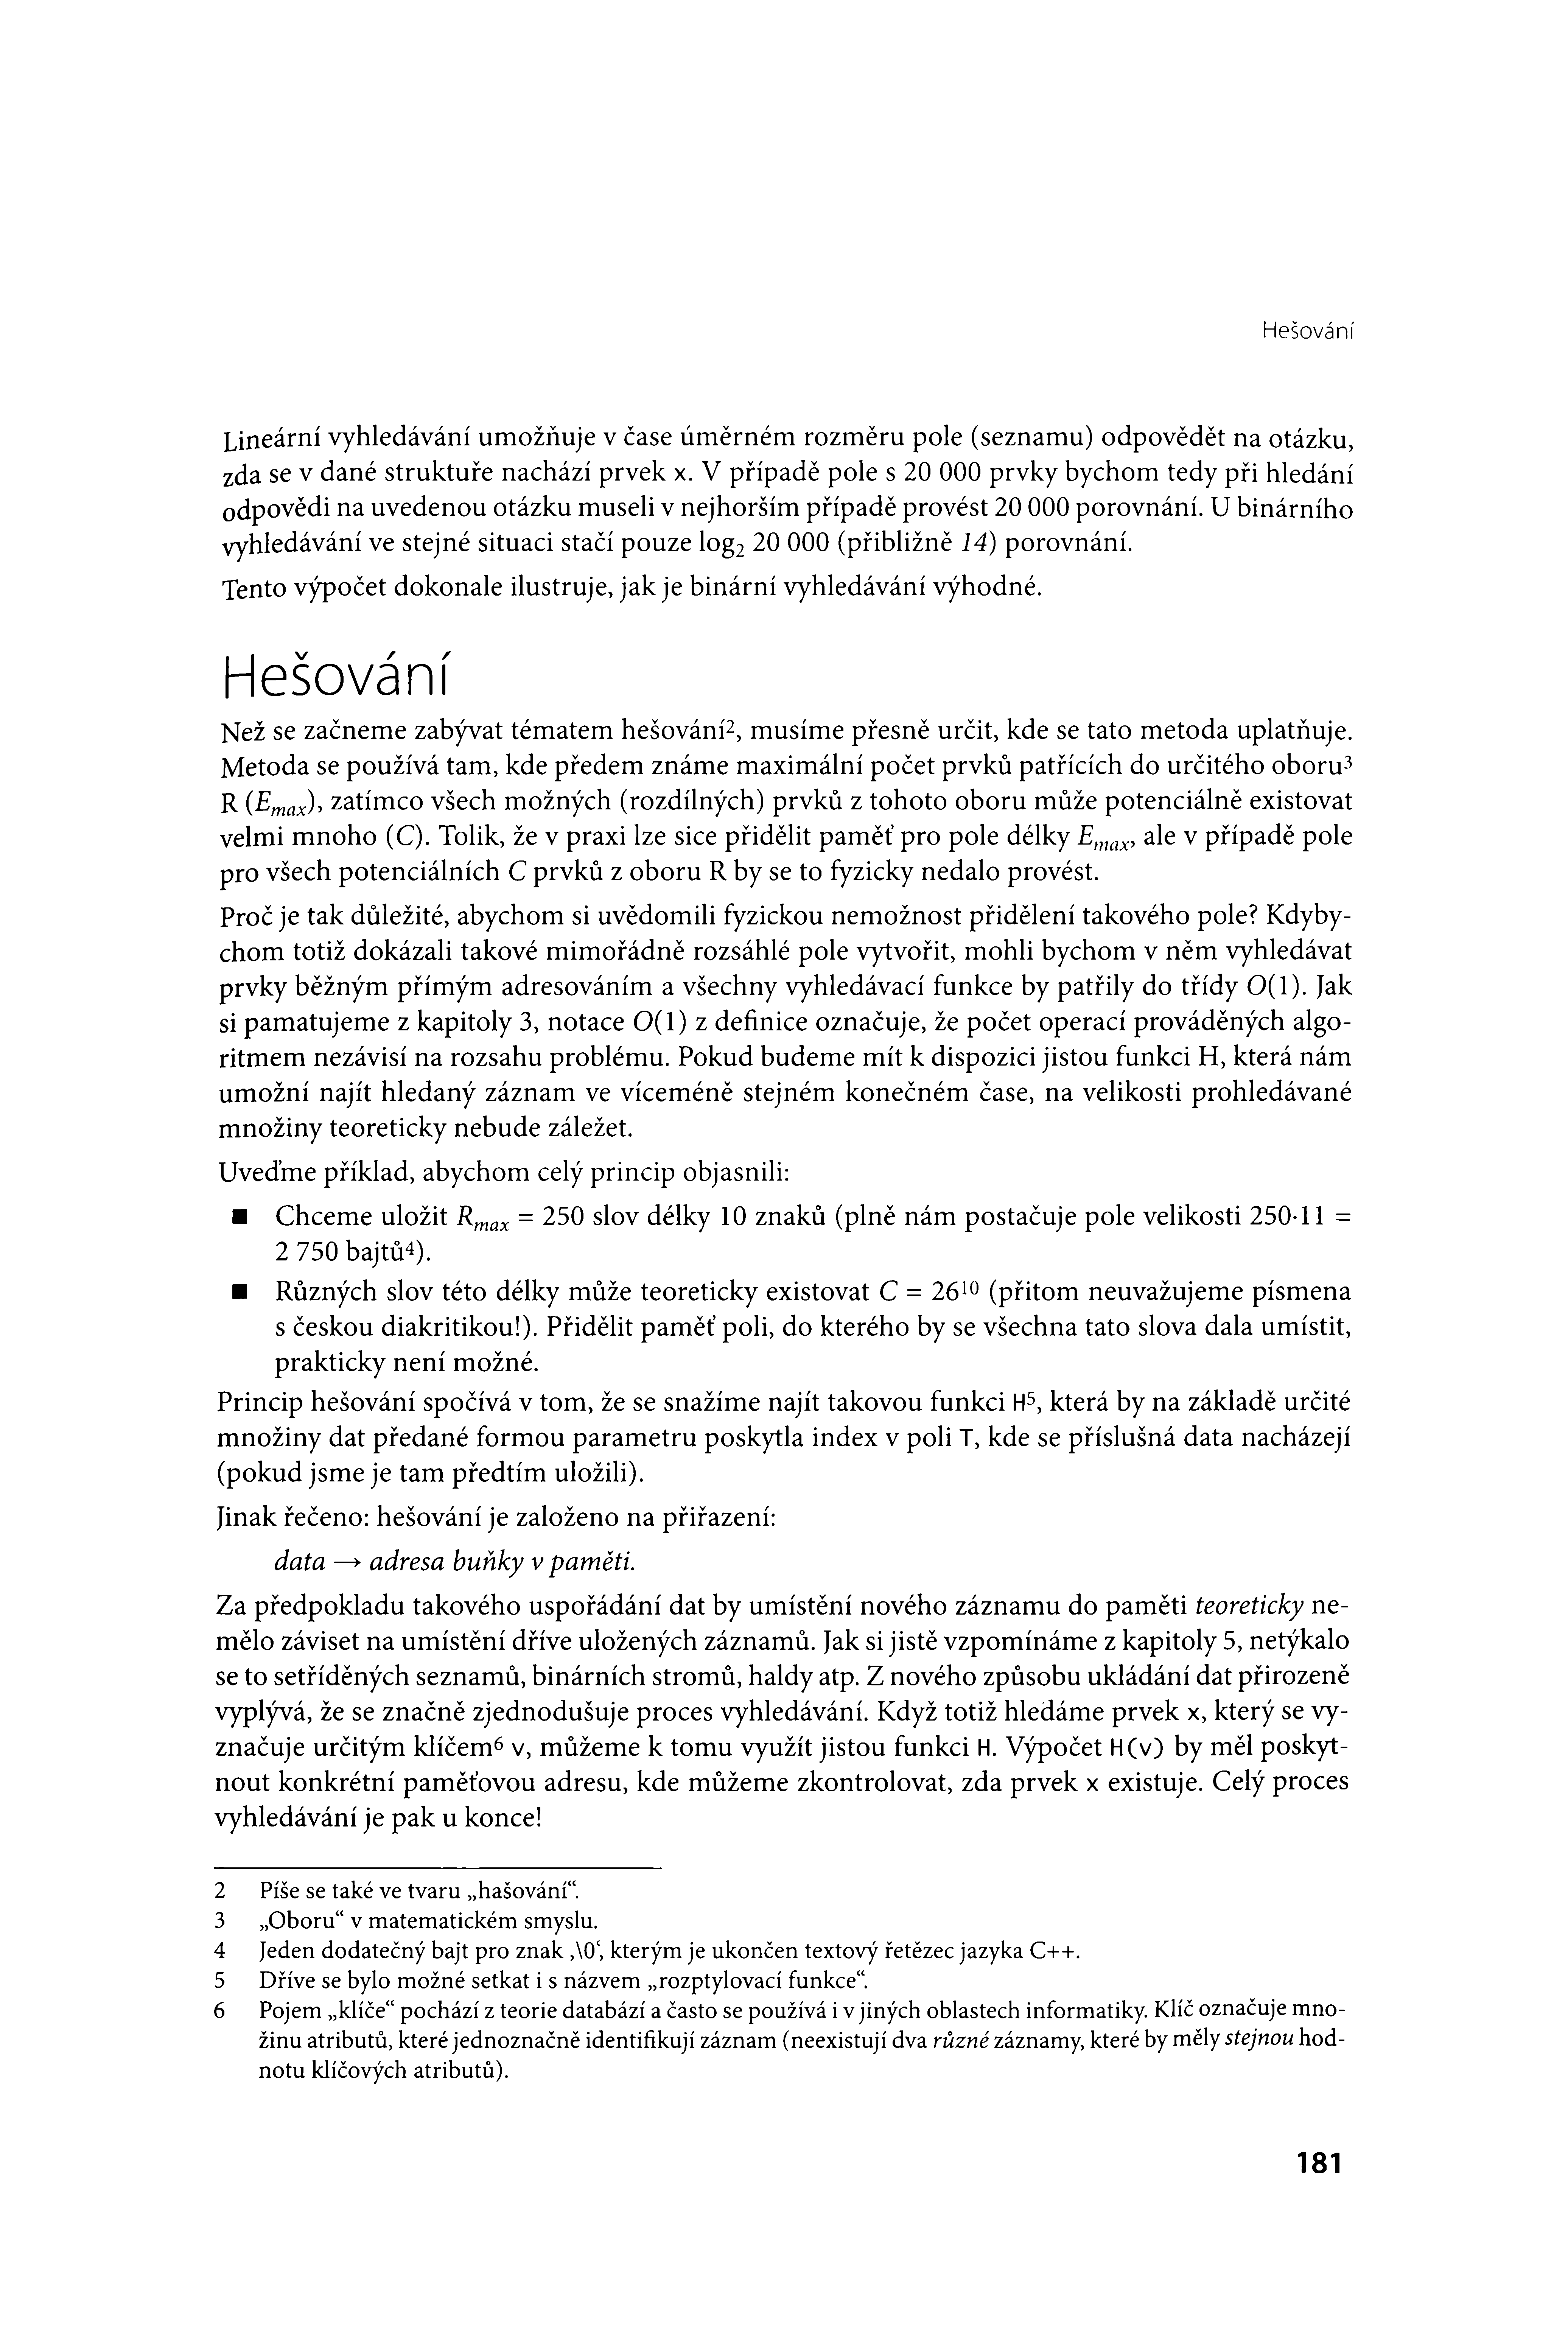 Hešování
Lineární vyhledávání umožňuje v čase úměrném rozměru pole (seznamu) odpovědět na otázku,
zda se v dané struktuře nachází prvek x. V případě pole s 20 000 prvky bychom tedy při hledání
odpovědi na uvedenou otázku museli v nejhorším případě provést 20 000 porovnání. U binárního
vyhledávání ve stejné situaci stačí pouze log₂ 20 000 (přibližně 14) porovnání.
Tento výpočet dokonale ilustruje, jak je binární vyhledávání výhodné.
Hešování
Než se začneme zabývat tématem hešování², musíme přesně určit, kde se tato metoda uplatňuje.
Metoda se používá tam, kde předem známe maximální počet prvků patřících do určitého oboru³
R (Emax), zatímco všech možných (rozdílných) prvků z tohoto oboru může potenciálně existovat
velmi mnoho (C). Tolik, že v praxi lze sice přidělit paměť pro pole délky Emax, ale v případě pole
pro všech potenciálních C prvků z oboru R by se to fyzicky nedalo provést.
Proč je tak důležité, abychom si uvědomili fyzickou nemožnost přidělení takového pole? Kdyby-
chom totiž dokázali takové mimořádně rozsáhlé pole vytvořit, mohli bychom v něm vyhledávat
prvky běžným přímým adresováním a všechny vyhledávací funkce by patřily do třídy O(1). Jak
si pamatujeme z kapitoly 3, notace O(1) z definice označuje, že počet operací prováděných algo-
ritmem nezávisí na rozsahu problému. Pokud budeme mít k dispozici jistou funkci H, která nám
umožní najít hledaný záznam ve víceméně stejném konečném čase, na velikosti prohledávané
množiny teoreticky nebude záležet.
Uveďme příklad, abychom celý princip objasnili:
■ Chceme uložit Rmax = 250 slov délky 10 znaků (plně nám postačuje pole velikosti 250·11 =
2 750 bajtů⁴).
■ Různých slov této délky může teoreticky existovat C = 26¹⁰ (přitom neuvažujeme písmena
s českou diakritikou!). Přidělit paměť poli, do kterého by se všechna tato slova dala umístit,
prakticky není možné.
Princip hešování spočívá v tom, že se snažíme najít takovou funkci H⁵, která by na základě určité
množiny dat předané formou parametru poskytla index v poli T, kde se příslušná data nacházejí
(pokud jsme je tam předtím uložili).
Jinak řečeno: hešování je založeno na přiřazení:
data → adresa buňky v paměti.
Za předpokladu takového uspořádání dat by umístění nového záznamu do paměti teoreticky ne-
mělo záviset na umístění dříve uložených záznamů. Jak si jistě vzpomínáme z kapitoly 5, netýkalo
se to setříděných seznamů, binárních stromů, haldy atp. Z nového způsobu ukládání dat přirozeně
vyplývá, že se značně zjednodušuje proces vyhledávání. Když totiž hledáme prvek x, který se vy-
značuje určitým klíčem⁶ v, můžeme k tomu využít jistou funkci H. Výpočet H(v) by měl poskyt-
nout konkrétní paměťovou adresu, kde můžeme zkontrolovat, zda prvek x existuje. Celý proces
vyhledávání je pak u konce!
2 Píše se také ve tvaru „hašování“.
3 „Oboru“ v matematickém smyslu.
4 Jeden dodatečný bajt pro znak ‚\0‘, kterým je ukončen textový řetězec jazyka C++.
5 Dříve se bylo možné setkat i s názvem „rozptylovací funkce“.
6 Pojem „klíče“ pochází z teorie databází a často se používá i v jiných oblastech informatiky. Klíč označuje mno-
žinu atributů, které jednoznačně identifikují záznam (neexistují dva různé záznamy, které by měly stejnou hod-
notu klíčových atributů).
181